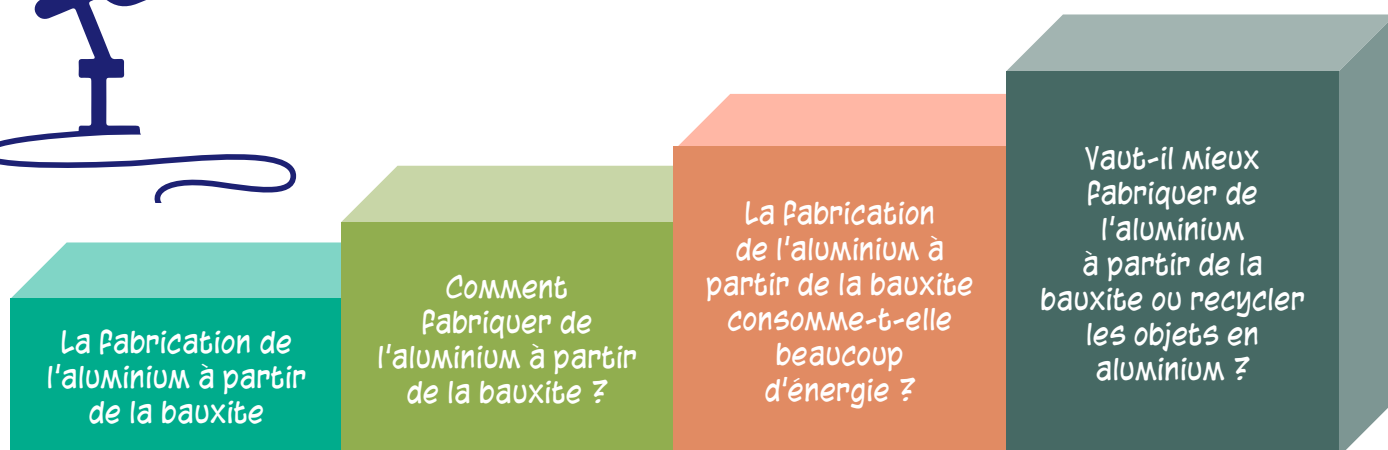 La fabrication de
l'aluminium à partir
de la bauxite
Comment
fabriquer de
l'aluminium à partir
de la bauxite ?
La fabrication
de l'aluminium à
partir de la bauxite
consomme-t-elle
beaucoup
d'énergie ?
Vaut-il mieux
fabriquer de
l'aluminium
à partir de la
bauxite ou recycler
les objets en
aluminium ?